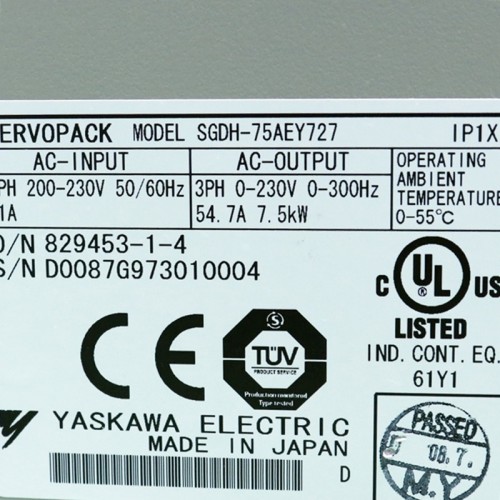 ERVOPACK MODEL SGDH-75AEY727 IP1X
AC-INPUT AC-OUTPUT OPERATING
AMBIENT
TEMPERATURE
0-55°C
PH 200-230V 50/60Hz 3PH 0-230V 0-300Hz
1A 54.7A 7.5kW
O/N 829453-1-4
S/N D0087G973010004
C UL US
LISTED
IND. CONT. EQ.
61Y1
CE
S
TÜV
PRODUCT SERVICE
Production monitored
Type tested
YASKAWA ELECTRIC
MADE IN JAPAN
D
PASSED
'08.7.
M.Y